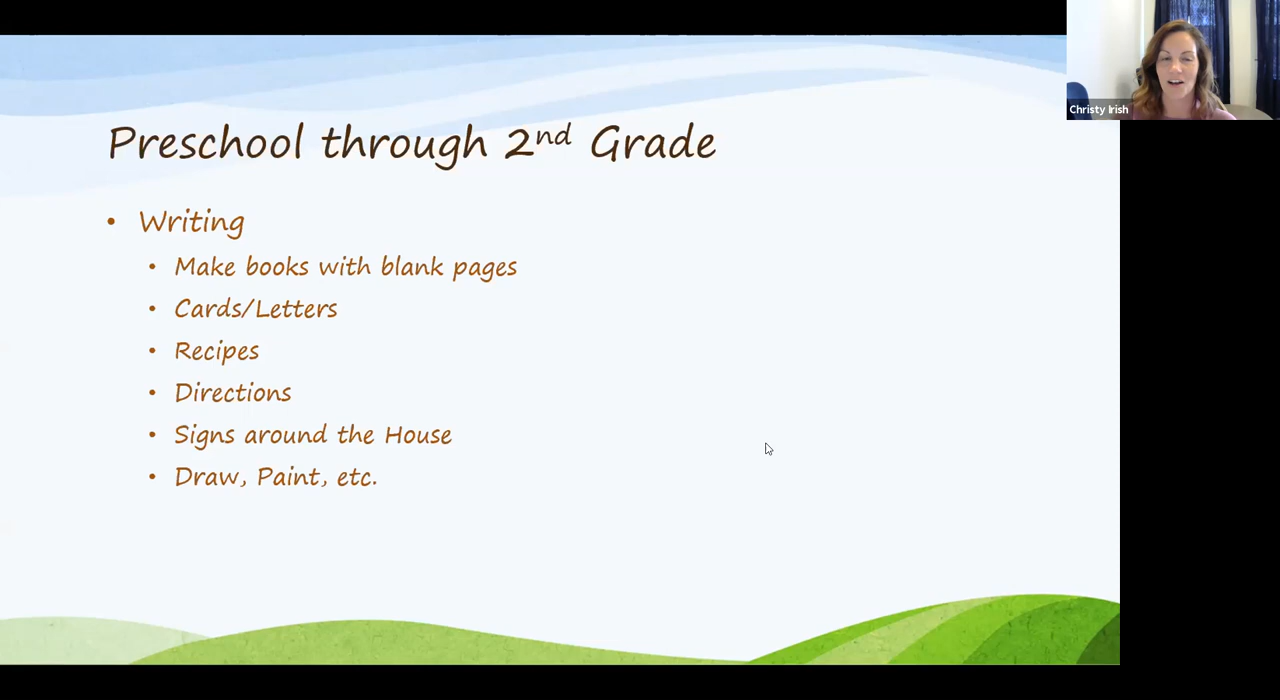 Preschool through 2nd Grade
• Writing
• Make books with blank pages
• Cards/Letters
• Recipes
• Directions
• Signs around the House
• Draw, Paint, etc.
Christy Irish